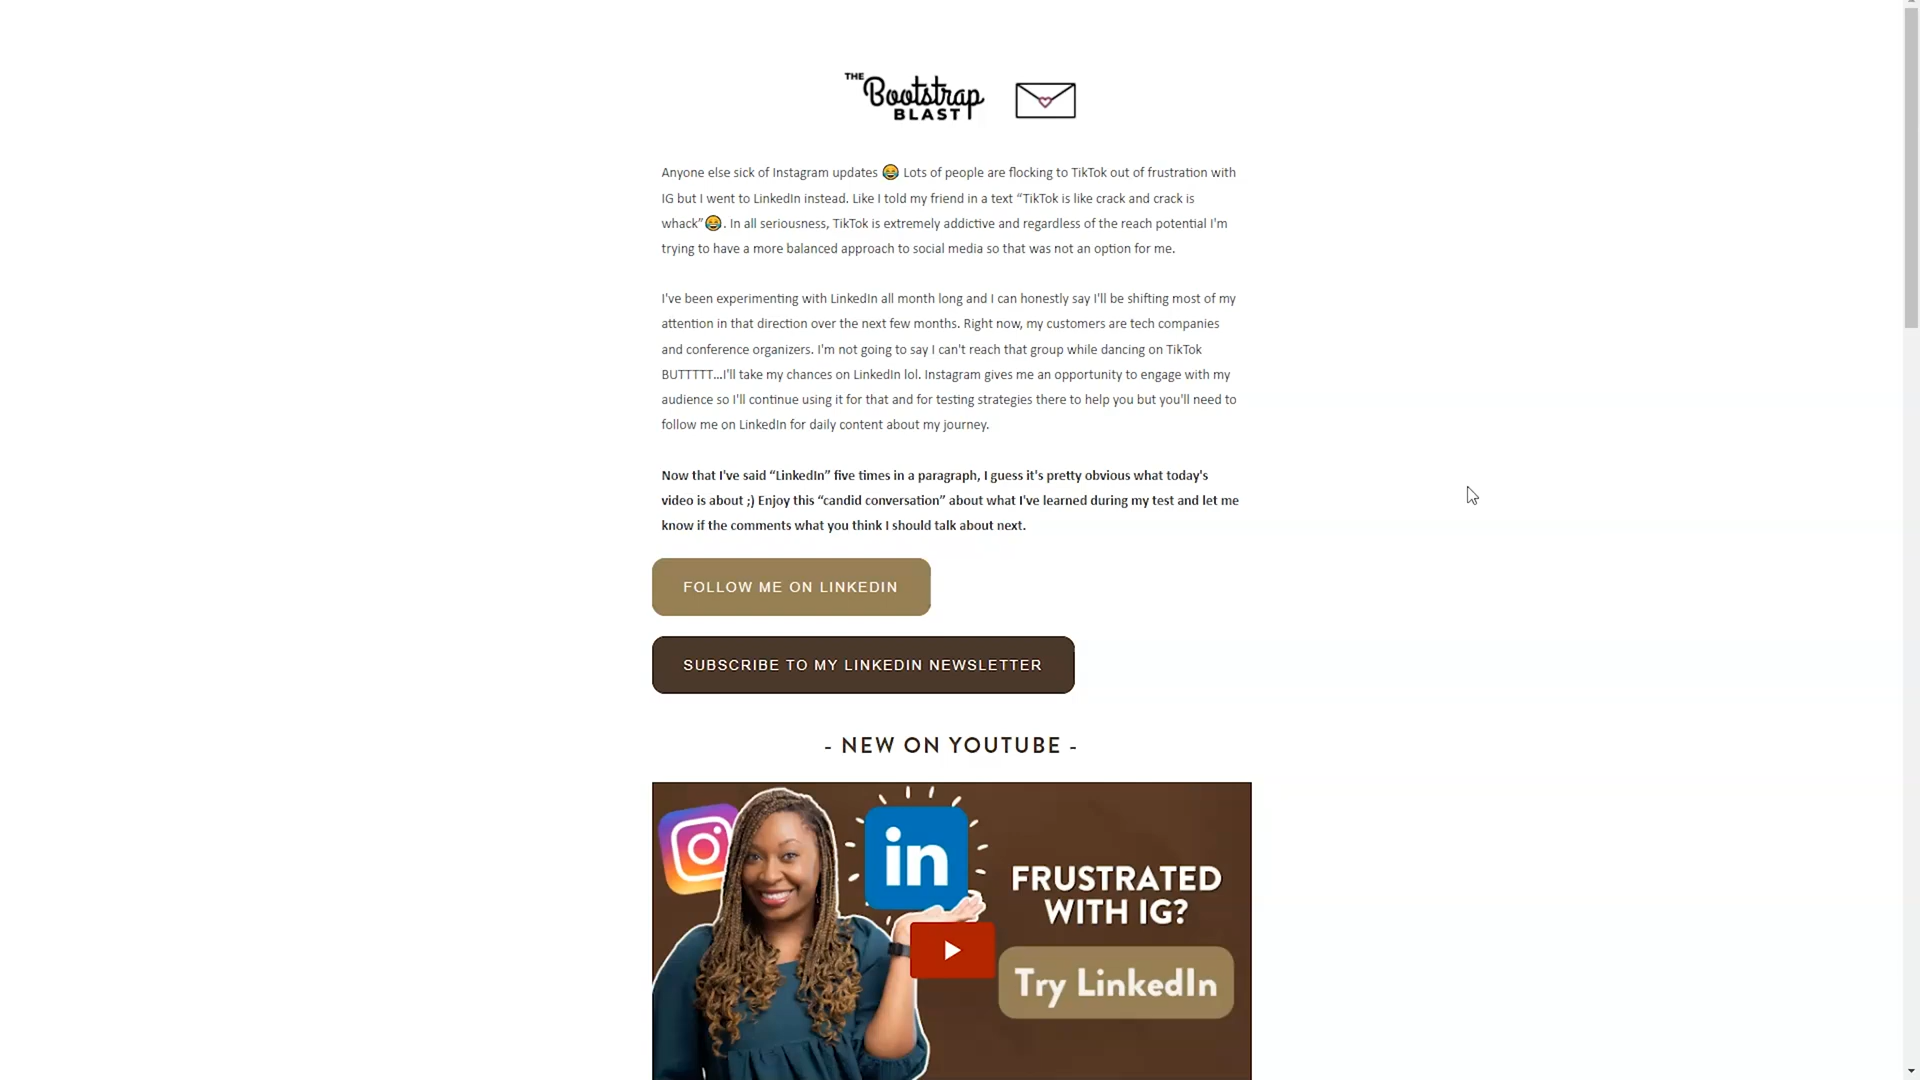 THE
Bootstrap
BLAST
Anyone else sick of Instagram updates 😂 Lots of people are flocking to TikTok out of frustration with
IG but I went to LinkedIn instead. Like I told my friend in a text “TikTok is like crack and crack is
whack”😂. In all seriousness, TikTok is extremely addictive and regardless of the reach potential I'm
trying to have a more balanced approach to social media so that was not an option for me.
I've been experimenting with LinkedIn all month long and I can honestly say I'll be shifting most of my
attention in that direction over the next few months. Right now, my customers are tech companies
and conference organizers. I'm not going to say I can't reach that group while dancing on TikTok
BUTTTTT...I'll take my chances on LinkedIn lol. Instagram gives me an opportunity to engage with my
audience so I'll continue using it for that and for testing strategies there to help you but you'll need to
follow me on LinkedIn for daily content about my journey.
Now that I've said “LinkedIn” five times in a paragraph, I guess it's pretty obvious what today's
video is about ;) Enjoy this “candid conversation” about what I've learned during my test and let me
know if the comments what you think I should talk about next.
FOLLOW ME ON LINKEDIN
SUBSCRIBE TO MY LINKEDIN NEWSLETTER
- NEW ON YOUTUBE -
in
FRUSTRATED
WITH IG?
Try LinkedIn